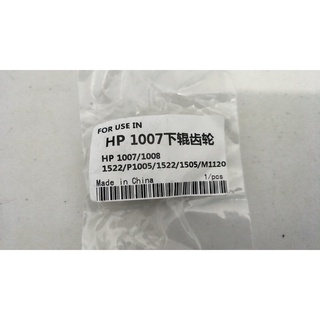 FOR USE IN
HP 1007下辊齿轮
HP 1007/1008
1522/P1005/1522/1505/M1120
Made in China
1/pcs